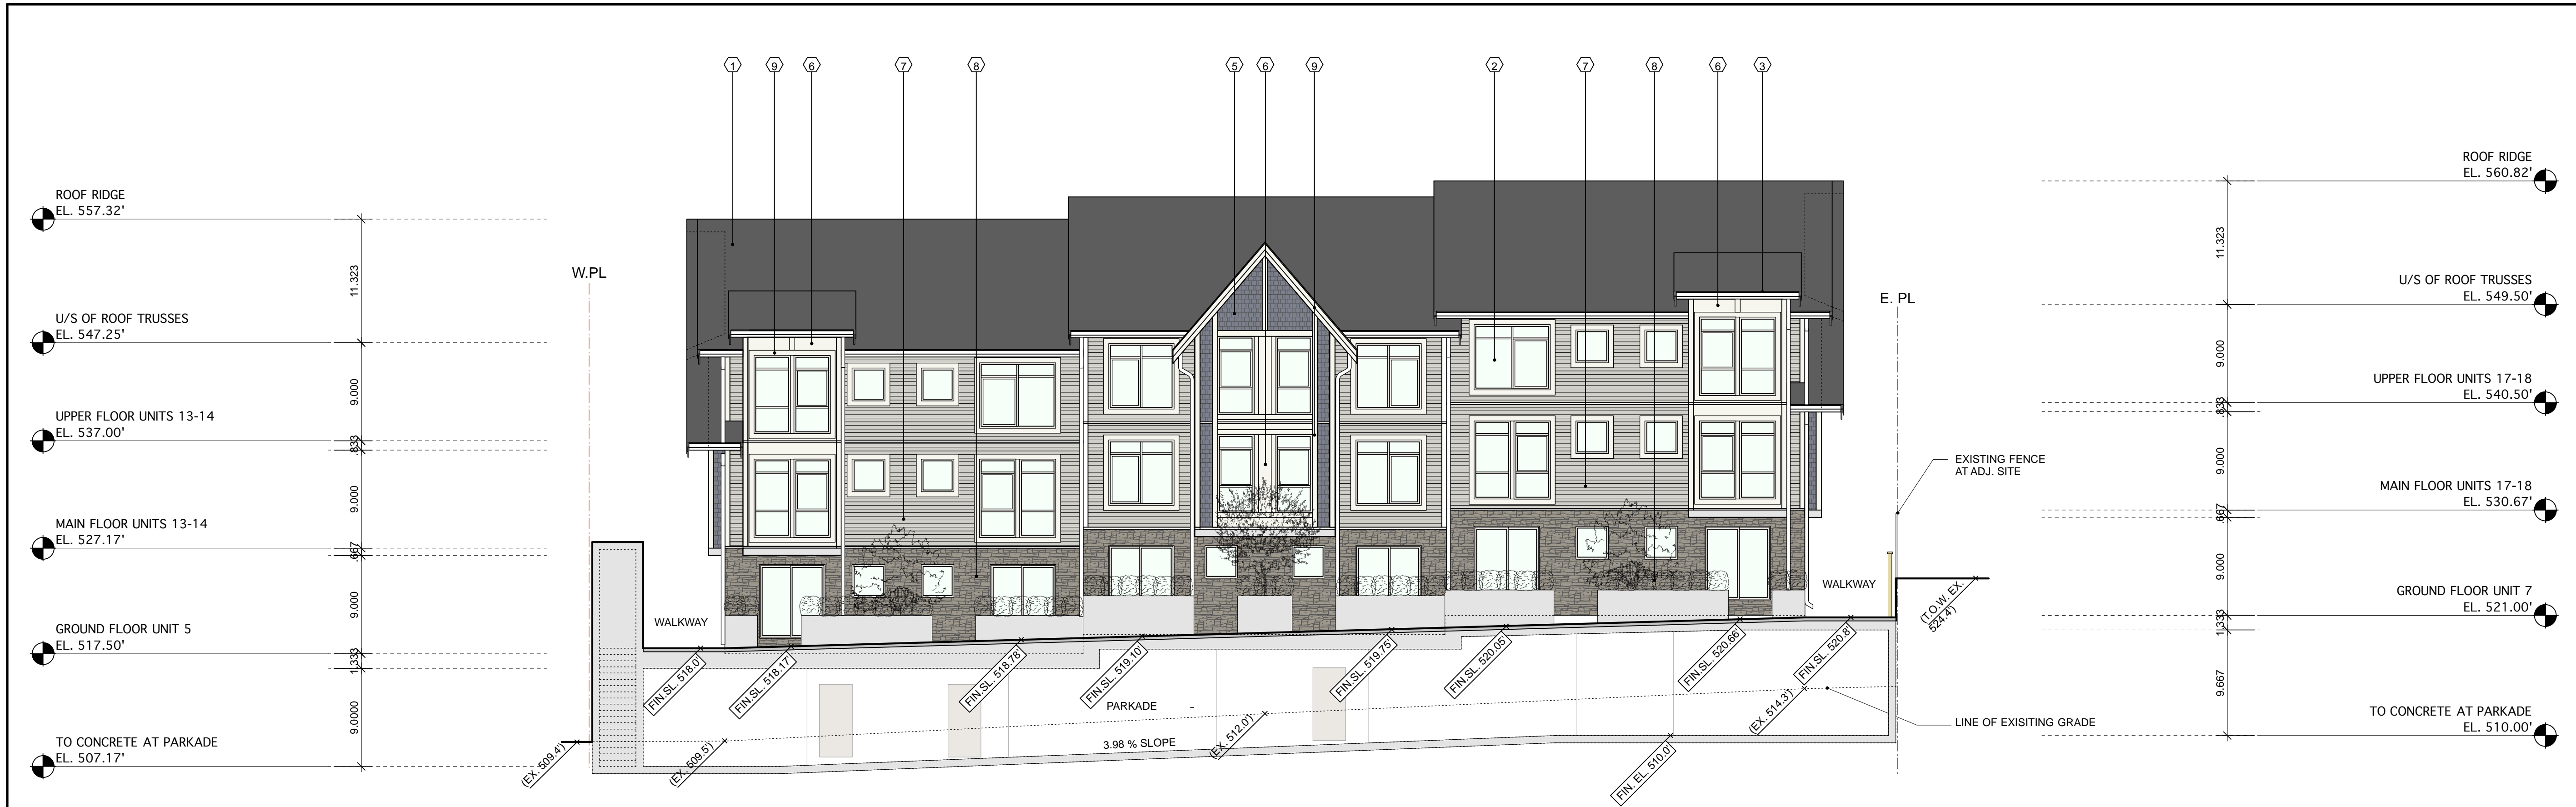 1
9
6
7
8
5
6
9
2
7
8
6
3
ROOF RIDGE
EL. 557.32'
U/S OF ROOF TRUSSES
EL. 547.25'
UPPER FLOOR UNITS 13-14
EL. 537.00'
MAIN FLOOR UNITS 13-14
EL. 527.17'
GROUND FLOOR UNIT 5
EL. 517.50'
TO CONCRETE AT PARKADE
EL. 507.17'
11.323
9.000
.833
9.000
.667
9.000
1.333
9.0000
W.PL
E. PL
WALKWAY
WALKWAY
EXISTING FENCE
AT ADJ. SITE
(T.O.W. EX.
524.4')
FIN.SL. 518.0'
FIN.SL. 518.17'
FIN.SL. 518.78'
FIN.SL. 519.10'
FIN.SL. 519.75'
FIN.SL. 520.05'
FIN.SL. 520.66'
FIN.SL. 520.8'
PARKADE
3.98 % SLOPE
(EX. 509.4')
(EX. 509.5')
(EX. 512.0')
FIN. EL. 510.0'
(EX. 514.3')
LINE OF EXISITING GRADE
ROOF RIDGE
EL. 560.82'
U/S OF ROOF TRUSSES
EL. 549.50'
UPPER FLOOR UNITS 17-18
EL. 540.50'
MAIN FLOOR UNITS 17-18
EL. 530.67'
GROUND FLOOR UNIT 7
EL. 521.00'
TO CONCRETE AT PARKADE
EL. 510.00'
11.323
9.000
.833
9.000
.667
9.000
1.333
9.667